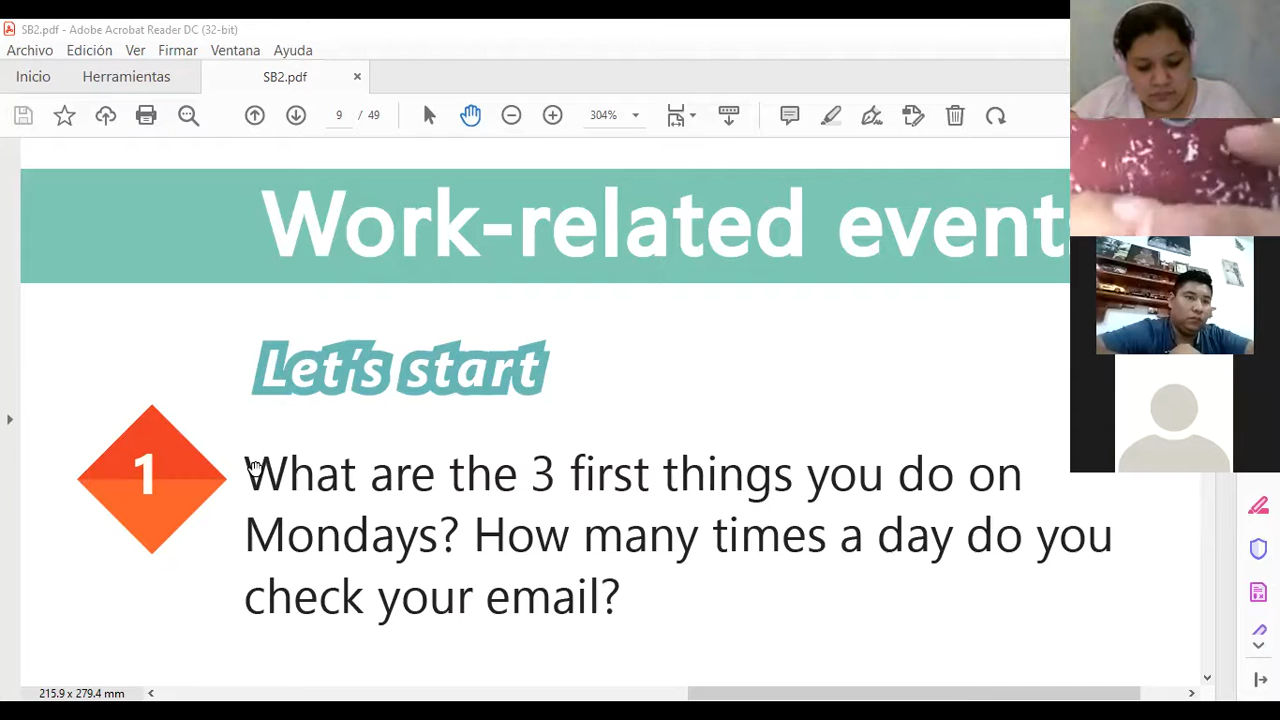 SB2.pdf - Adobe Acrobat Reader DC (32-bit)
Archivo Edición Ver Firmar Ventana Ayuda
Inicio Herramientas SB2.pdf ×
9 / 49 304%
Work-related event
Let's start
1
What are the 3 first things you do on
Mondays? How many times a day do you
check your email?
215.9 x 279.4 mm